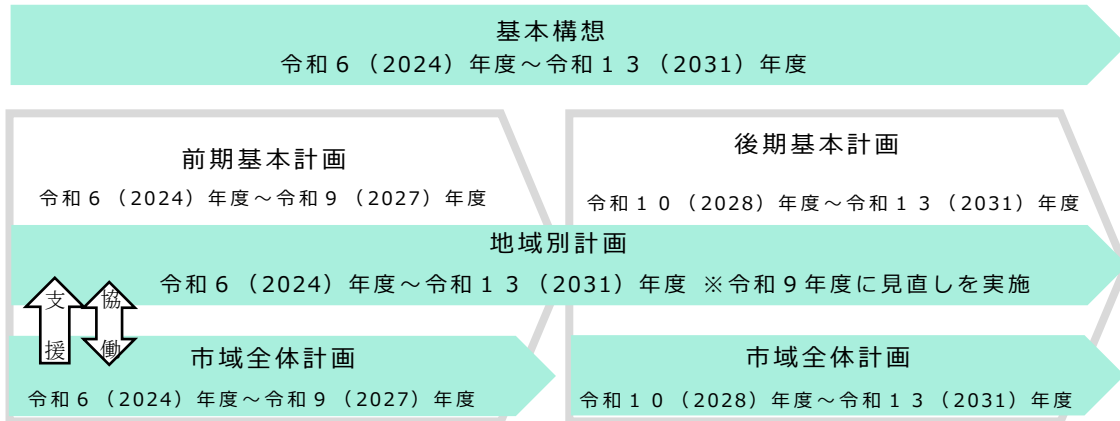 基本構想
令和６（2024）年度～令和１３（2031）年度
前期基本計画
令和６（2024）年度～令和９（2027）年度
後期基本計画
令和１０（2028）年度～令和１３（2031）年度
地域別計画
令和６（2024）年度～令和１３（2031）年度 ※令和９年度に見直しを実施
支援
協働
市域全体計画
令和６（2024）年度～令和９（2027）年度
市域全体計画
令和１０（2028）年度～令和１３（2031）年度